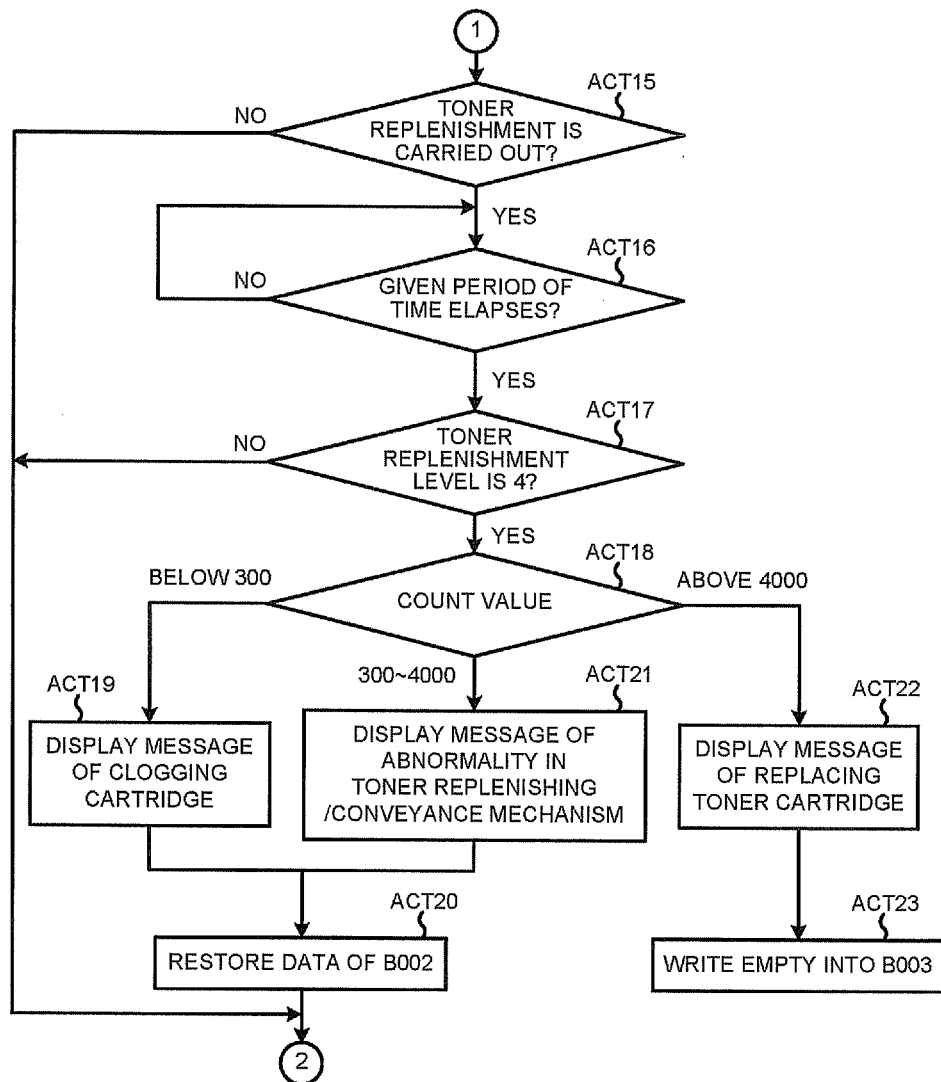 1
ACT15
NO
TONER
REPLENISHMENT IS
CARRIED OUT?
YES
ACT16
NO
GIVEN PERIOD OF
TIME ELAPSES?
YES
ACT17
NO
TONER
REPLENISHMENT
LEVEL IS 4?
YES
ACT18
BELOW 300
COUNT VALUE
ABOVE 4000
ACT19
300~4000
ACT21
ACT22
DISPLAY MESSAGE
OF CLOGGING
CARTRIDGE
DISPLAY MESSAGE OF
ABNORMALITY IN
TONER REPLENISHING
/CONVEYANCE MECHANISM
DISPLAY MESSAGE
OF REPLACING
TONER CARTRIDGE
ACT20
ACT23
RESTORE DATA OF B002
WRITE EMPTY INTO B003
2